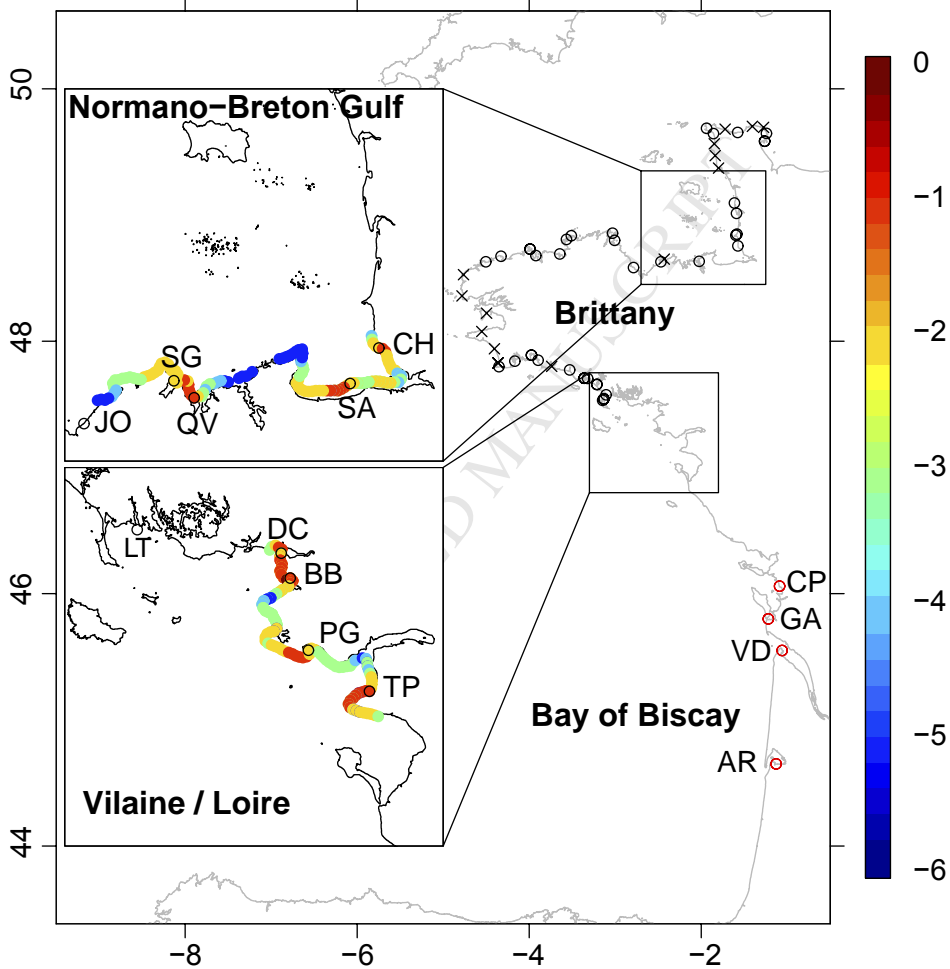 50
48
46
44
−8
−6
−4
−2
0
−1
−2
−3
−4
−5
−6
Normano−Breton Gulf
SG
CH
JO
QV
SA
DC
LT
BB
PG
TP
Vilaine / Loire
Brittany
Bay of Biscay
CP
GA
VD
AR
D MANUSCRIPT